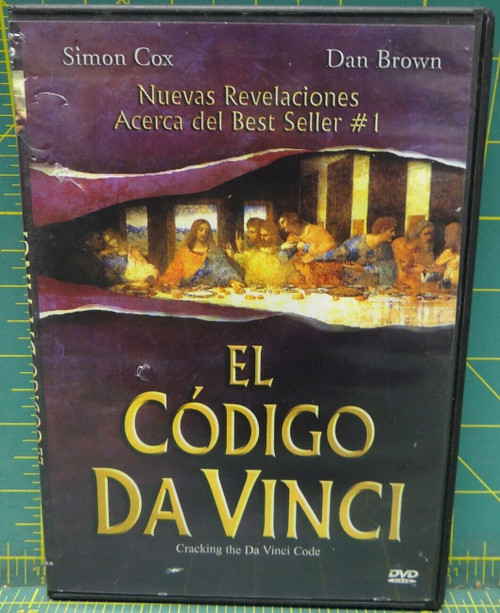 Simon Cox
Dan Brown
Nuevas Revelaciones
Acerca del Best Seller #1
EL
CÓDIGO
DA VINCI
Cracking the Da Vinci Code
DVD
VIDEO